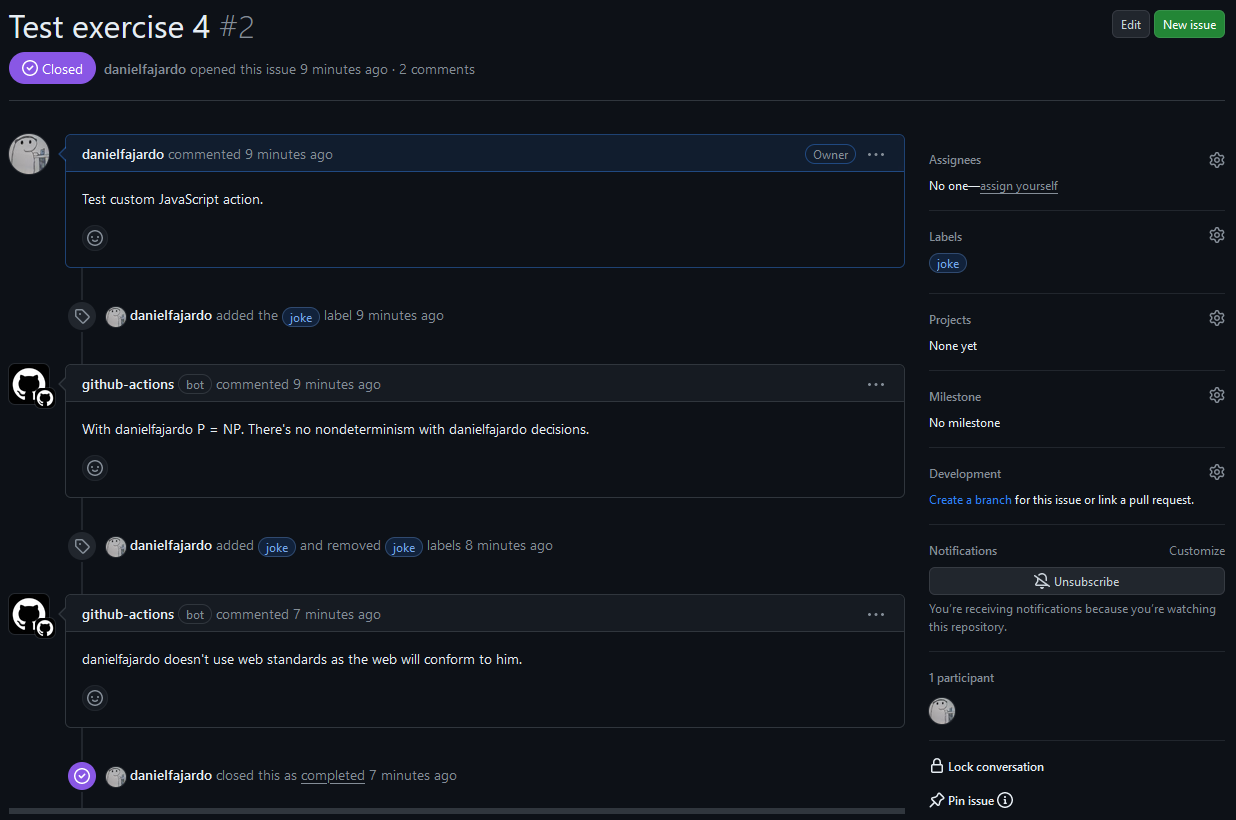 Test exercise 4 #2
Edit
New issue
Closed
danielfajardo opened this issue 9 minutes ago · 2 comments
danielfajardo commented 9 minutes ago
Owner
Test custom JavaScript action.
danielfajardo added the joke label 9 minutes ago
github-actions bot commented 9 minutes ago
With danielfajardo P = NP. There's no nondeterminism with danielfajardo decisions.
danielfajardo added joke and removed joke labels 8 minutes ago
github-actions bot commented 7 minutes ago
danielfajardo doesn't use web standards as the web will conform to him.
danielfajardo closed this as completed 7 minutes ago
Assignees
No one—assign yourself
Labels
joke
Projects
None yet
Milestone
No milestone
Development
Create a branch for this issue or link a pull request.
Notifications
Customize
Unsubscribe
You're receiving notifications because you're watching
this repository.
1 participant
Lock conversation
Pin issue